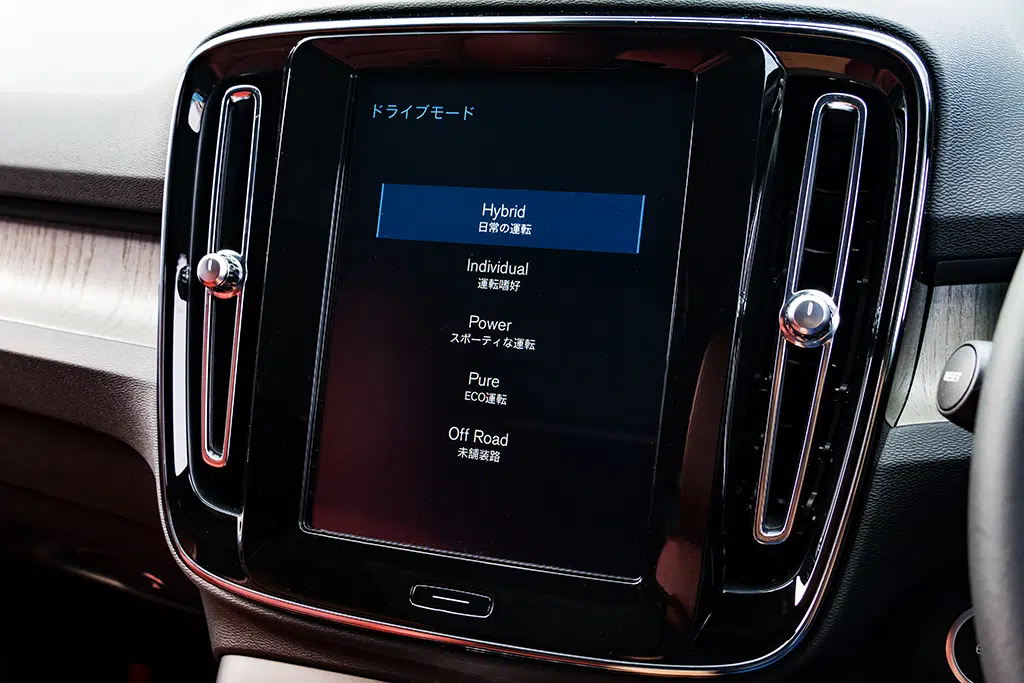 ドライブモード
Hybrid
日常の運転
Individual
運転嗜好
Power
スポーティな運転
Pure
ECO運転
Off Road
未舗装路
RESET